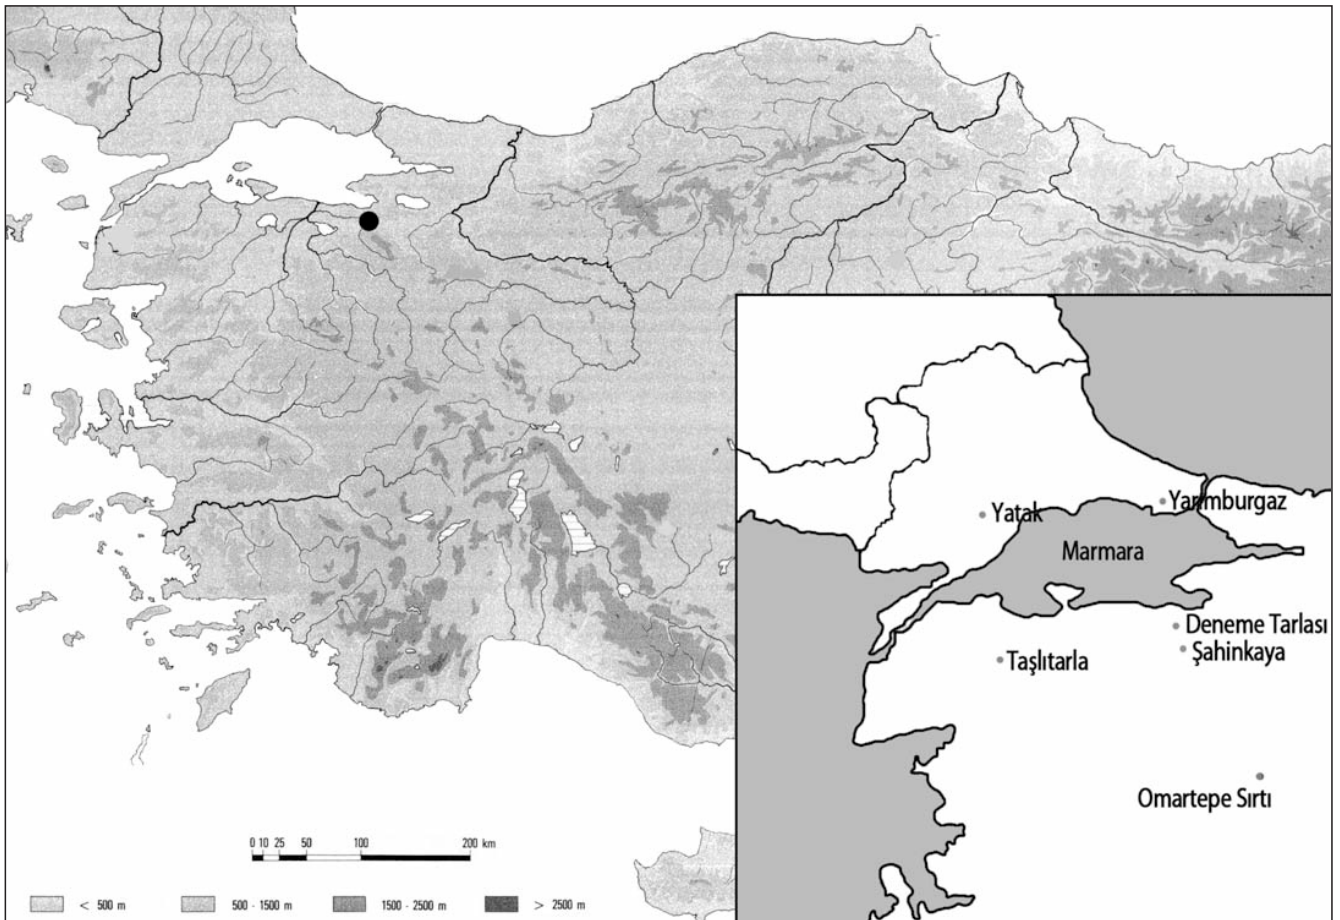 Yatak
Yarımburgaz
Marmara
Deneme Tarlası
Şahinkaya
Taşlıtarla
Omartepe Sırtı
0 10 25 50 100 200 km
< 500 m 500 - 1500 m 1500 - 2500 m > 2500 m